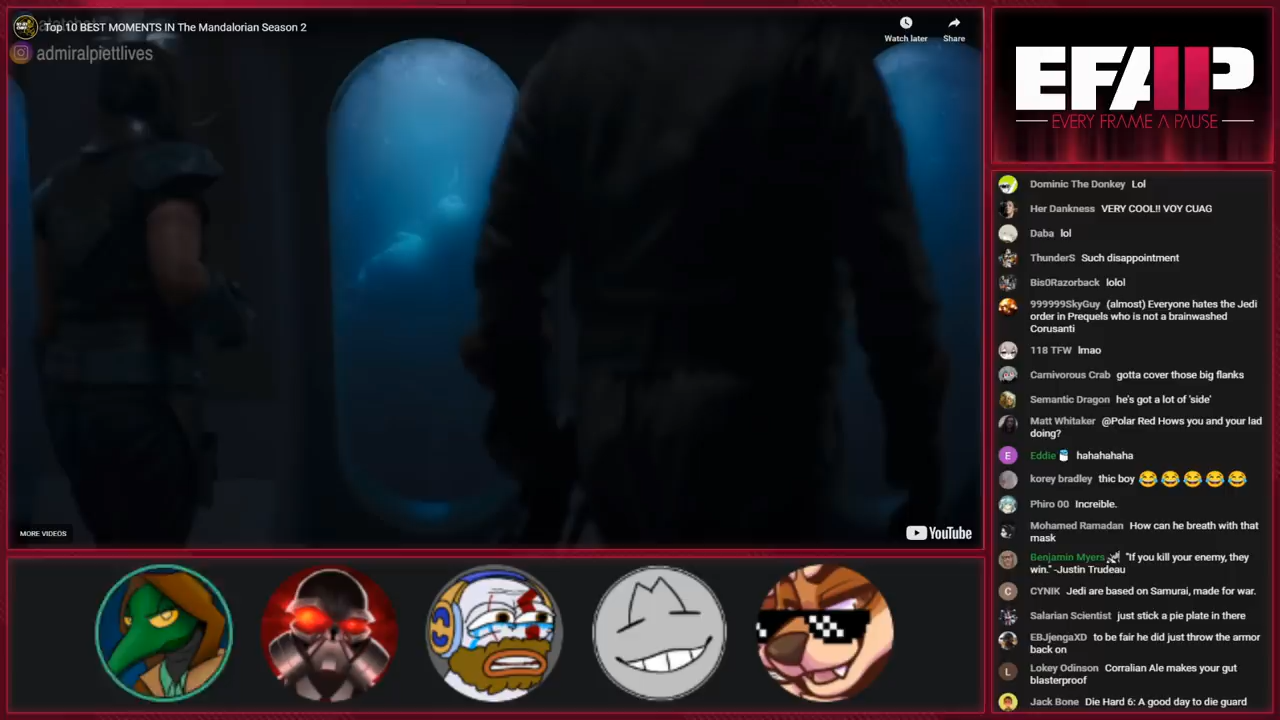 Top 10 BEST MOMENTS IN The Mandalorian Season 2
admiralpiettlives
Watch later
Share
MORE VIDEOS
YouTube
EFAP
EVERY FRAME A PAUSE
Dominic The Donkey Lol
Her Dankness VERY COOL!! VOY CUAG
Daba lol
ThunderS Such disappointment
Bis0Razorback lolol
999999SkyGuy (almost) Everyone hates the Jedi
order in Prequels who is not a brainwashed
Corusanti
118 TFW lmao
Carnivorous Crab gotta cover those big flanks
Semantic Dragon he's got a lot of 'side'
Matt Whitaker @Polar Red Hows you and your lad
doing?
E
Eddie hahahahaha
korey bradley thic boy 😂😂😂😂😂
Phiro 00 Increible.
Mohamed Ramadan How can he breath with that
mask
Benjamin Myers "If you kill your enemy, they
win." -Justin Trudeau
C
CYNIK Jedi are based on Samurai, made for war.
Salarian Scientist just stick a pie plate in there
EBJjengaXD to be fair he did just throw the armor
back on
L
Lokey Odinson Corralian Ale makes your gut
blasterproof
Jack Bone Die Hard 6: A good day to die guard